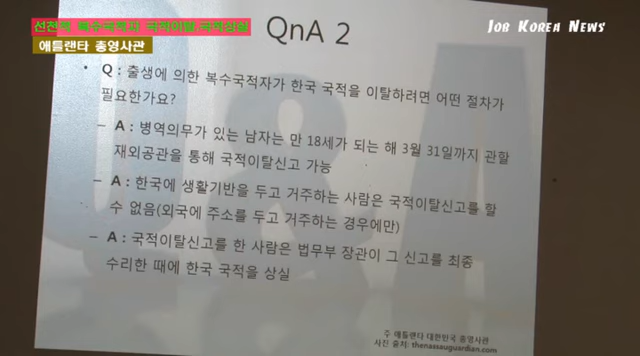 선천적 복수국적자 국적이탈 국적상실
애틀랜타 총영사관
Job Korea News
QnA 2
• Q : 출생에 의한 복수국적자가 한국 국적을 이탈하려면 어떤 절차가
필요한가요?
– A : 병역의무가 있는 남자는 만 18세가 되는 해 3월 31일까지 관할
재외공관을 통해 국적이탈신고 가능
– A : 한국에 생활기반을 두고 거주하는 사람은 국적이탈신고를 할
수 없음(외국에 주소를 두고 거주하는 경우에만)
– A : 국적이탈신고를 한 사람은 법무부 장관이 그 신고를 최종
수리한 때에 한국 국적을 상실
주 애틀랜타 대한민국 총영사관
사진 출처: thenassauguardian.com